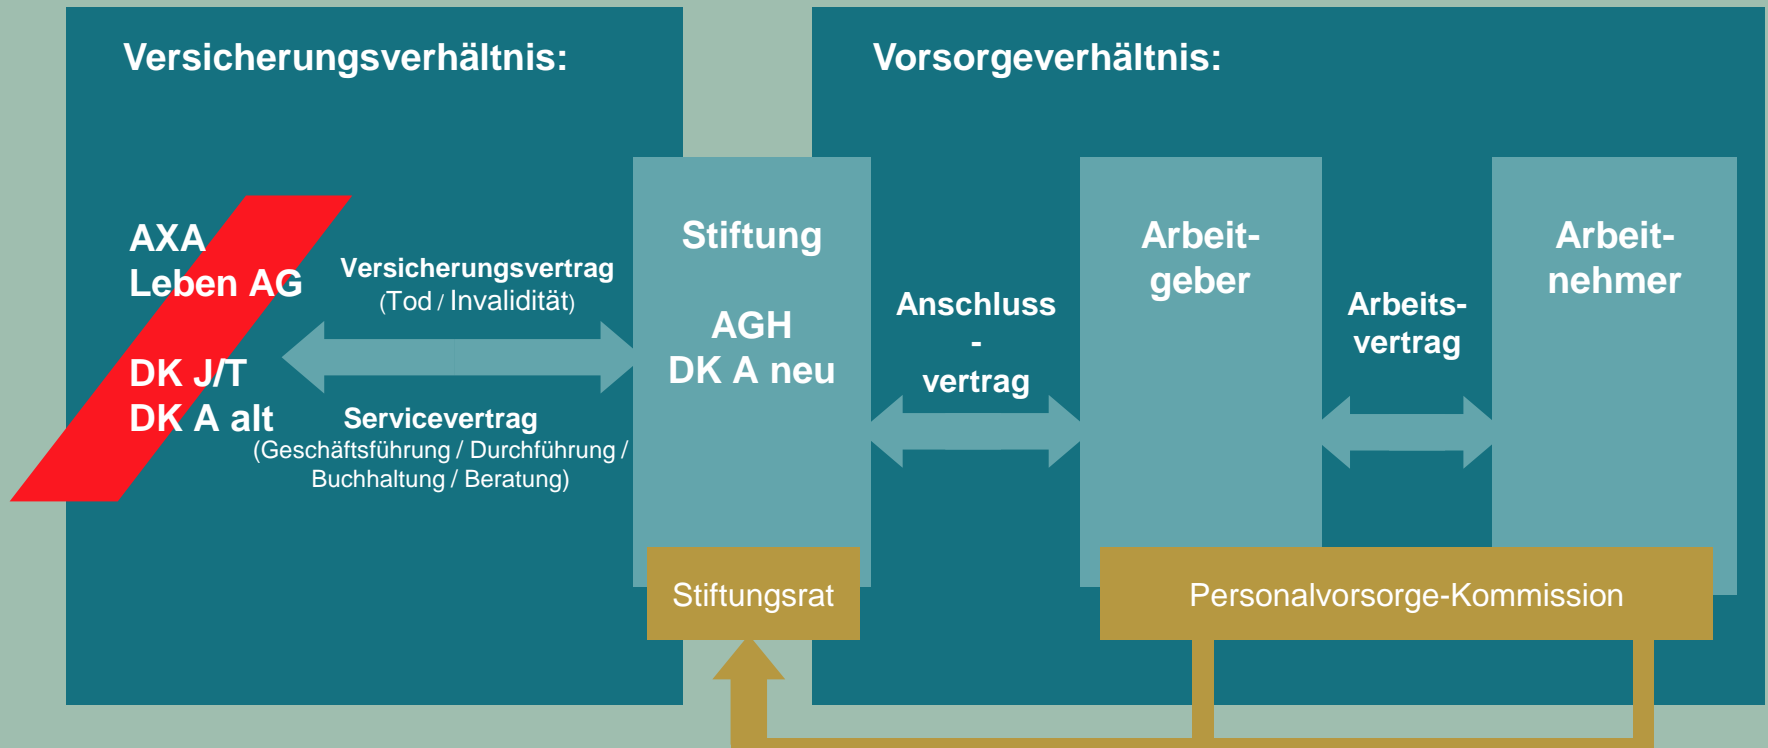 Versicherungsverhältnis:
Vorsorgeverhältnis:
AXA
Leben AG
DK J/T
DK A alt
Versicherungsvertrag
(Tod / Invalidität)
Servicevertrag
(Geschäftsführung / Durchführung /
Buchhaltung / Beratung)
Stiftung
AGH
DK A neu
Anschluss
-
vertrag
Arbeit-
geber
Arbeits-
vertrag
Arbeit-
nehmer
Stiftungsrat
Personalvorsorge-Kommission